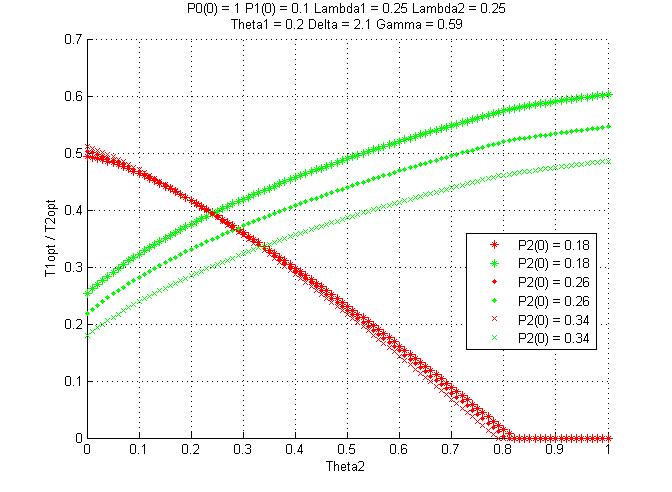 P0(0) = 1 P1(0) = 0.1 Lambda1 = 0.25 Lambda2 = 0.25
Theta1 = 0.2 Delta = 2.1 Gamma = 0.59
0.7
0.6
0.5
0.4
0.3
0.2
0.1
0
T1opt / T2opt
P2(0) = 0.18
P2(0) = 0.18
P2(0) = 0.26
P2(0) = 0.26
P2(0) = 0.34
P2(0) = 0.34
0 0.1 0.2 0.3 0.4 0.5 0.6 0.7 0.8 0.9 1
Theta2